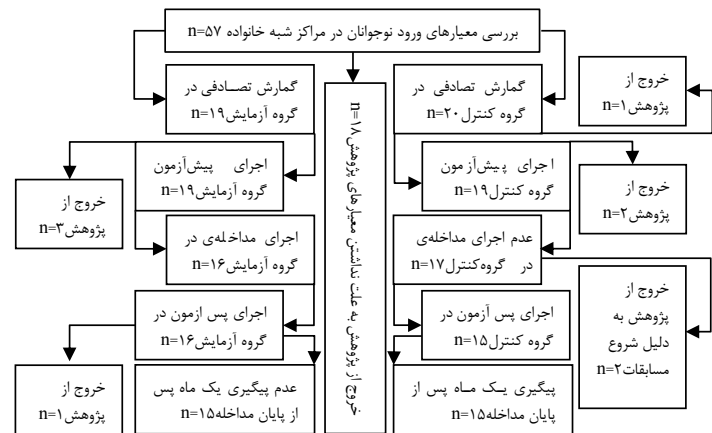 بررسی معیارهای ورود نوجوانان در مراکز شبه خانواده n=۵۷
گمارش تصادفی در
گروه کنترل n=۲۰
خروج از
پژوهش n=۱
گمارش تصادفی در
گروه آزمایش n=۱۹
خروج از پژوهش به علت نداشتن معیارهای پژوهش n=۱۸
اجرای پیش‌آزمون
گروه کنترل n=۱۹
خروج از
پژوهش n=۲
اجرای پیش‌آزمون
گروه آزمایش n=۱۹
خروج از
پژوهش n=۳
عدم اجرای مداخله‌ی
در گروه کنترل n=۱۷
خروج از
پژوهش به
دلیل شروع
مسابقات n=۲
اجرای مداخله‌ی در
گروه آزمایش n=۱۶
اجرای پس آزمون در
گروه کنترل n=۱۵
اجرای پس ازمون در
گروه آزمایش n=۱۶
خروج از
پژوهش n=۱
پیگیری یک ماه پس از
پایان مداخله n=۱۵
عدم پیگیری یک ماه پس
از پایان مداخله n=۱۵